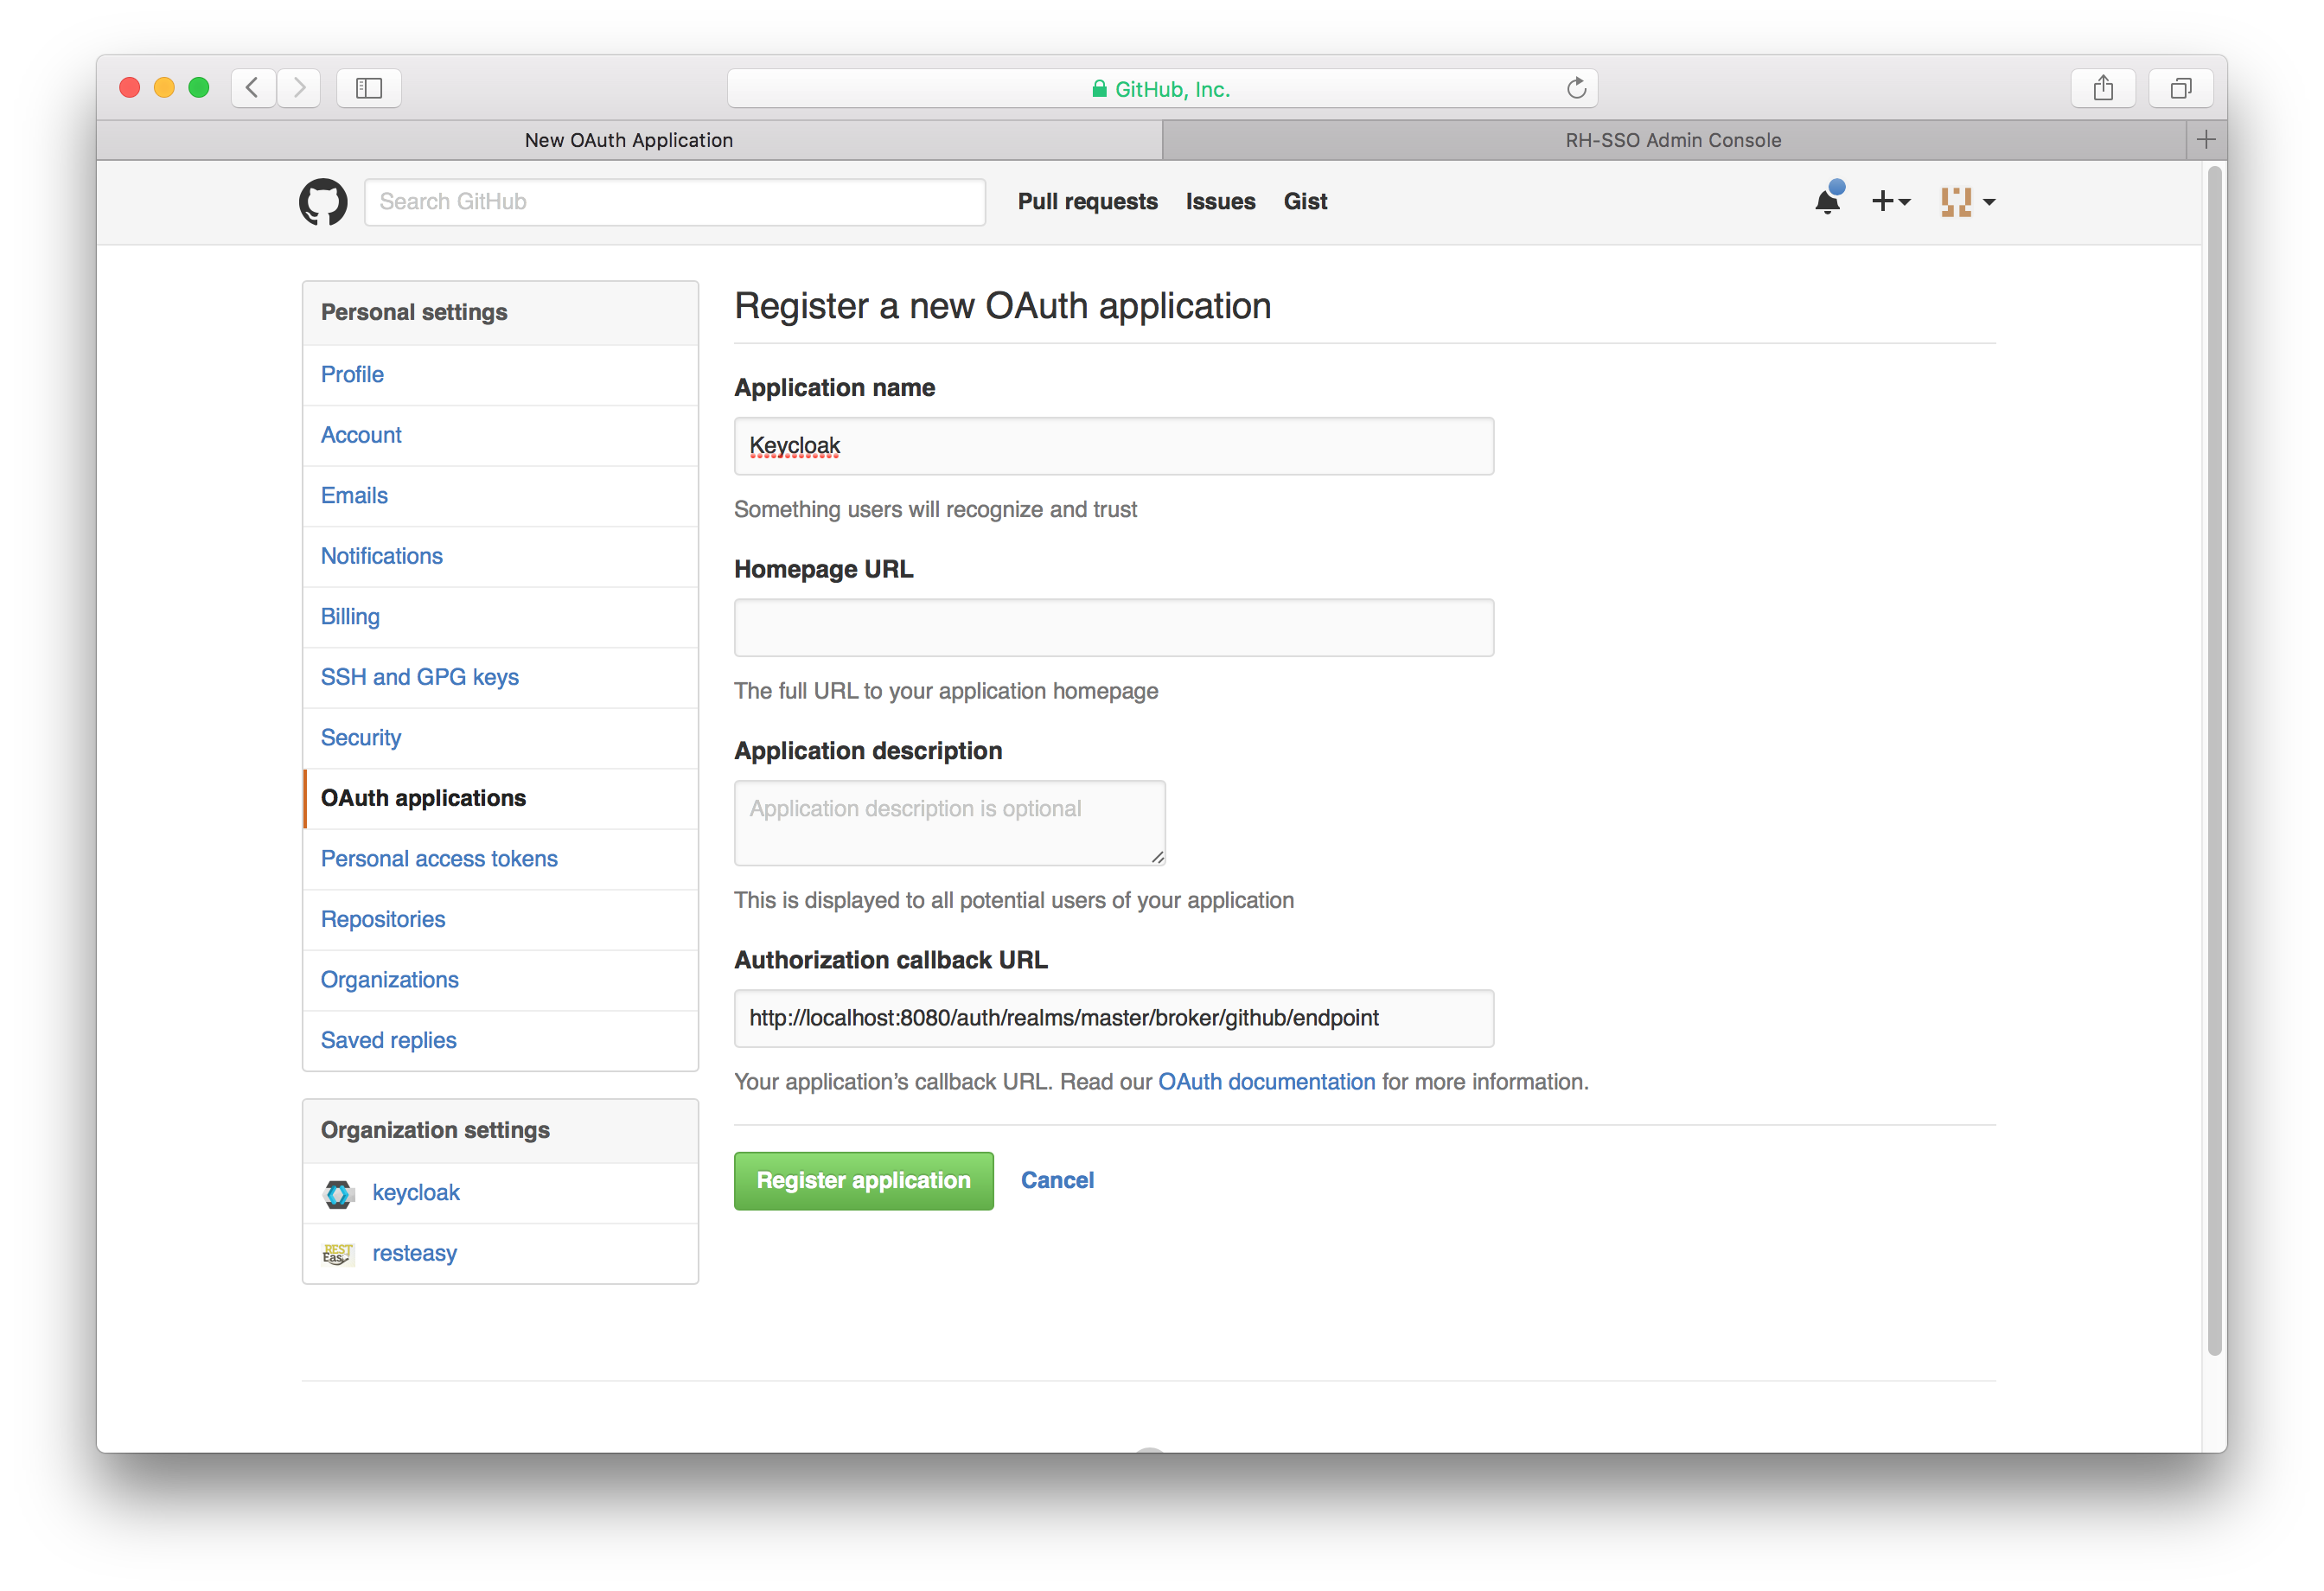 GitHub, Inc.
New OAuth Application
RH-SSO Admin Console
Search GitHub
Pull requests
Issues
Gist
Personal settings
Profile
Account
Emails
Notifications
Billing
SSH and GPG keys
Security
OAuth applications
Personal access tokens
Repositories
Organizations
Saved replies
Organization settings
keycloak
REST
Easy
resteasy
Register a new OAuth application
Application name
Keycloak
Something users will recognize and trust
Homepage URL
The full URL to your application homepage
Application description
Application description is optional
This is displayed to all potential users of your application
Authorization callback URL
http://localhost:8080/auth/realms/master/broker/github/endpoint
Your application’s callback URL. Read our OAuth documentation for more information.
Register application
Cancel